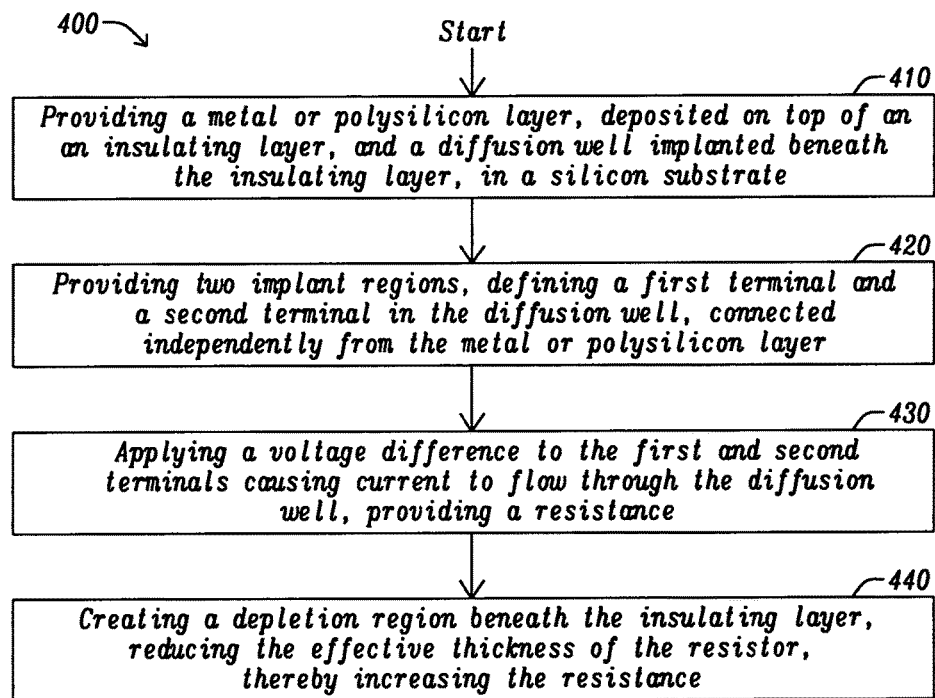 400
Start
410
Providing a metal or polysilicon layer, deposited on top of an
an insulating layer, and a diffusion well implanted beneath
the insulating layer, in a silicon substrate
420
Providing two implant regions, defining a first terminal and
a second terminal in the diffusion well, connected
independently from the metal or polysilicon layer
430
Applying a voltage difference to the first and second
terminals causing current to flow through the diffusion
well, providing a resistance
440
Creating a depletion region beneath the insulating layer,
reducing the effective thickness of the resistor,
thereby increasing the resistance